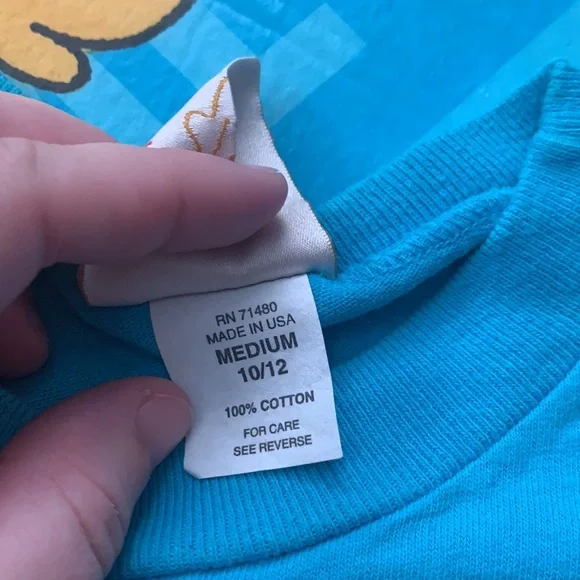 RN 71480
MADE IN USA
MEDIUM
10/12
100% COTTON
FOR CARE
SEE REVERSE